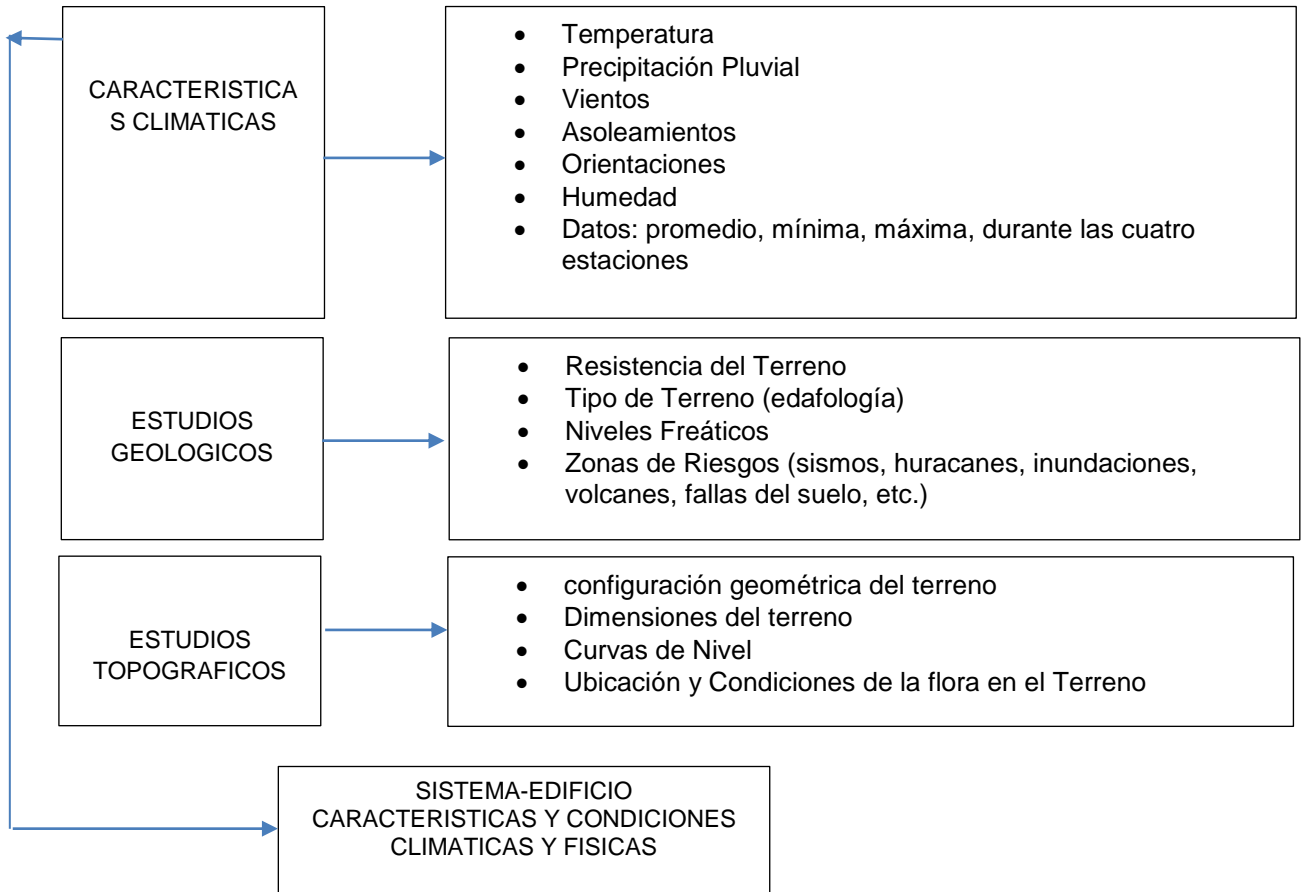 CARACTERISTICA
S CLIMATICAS
• Temperatura
• Precipitación Pluvial
• Vientos
• Asoleamientos
• Orientaciones
• Humedad
• Datos: promedio, mínima, máxima, durante las cuatro
estaciones
ESTUDIOS
GEOLOGICOS
• Resistencia del Terreno
• Tipo de Terreno (edafología)
• Niveles Freáticos
• Zonas de Riesgos (sismos, huracanes, inundaciones,
volcanes, fallas del suelo, etc.)
ESTUDIOS
TOPOGRAFICOS
• configuración geométrica del terreno
• Dimensiones del terreno
• Curvas de Nivel
• Ubicación y Condiciones de la flora en el Terreno
SISTEMA-EDIFICIO
CARACTERISTICAS Y CONDICIONES
CLIMATICAS Y FISICAS